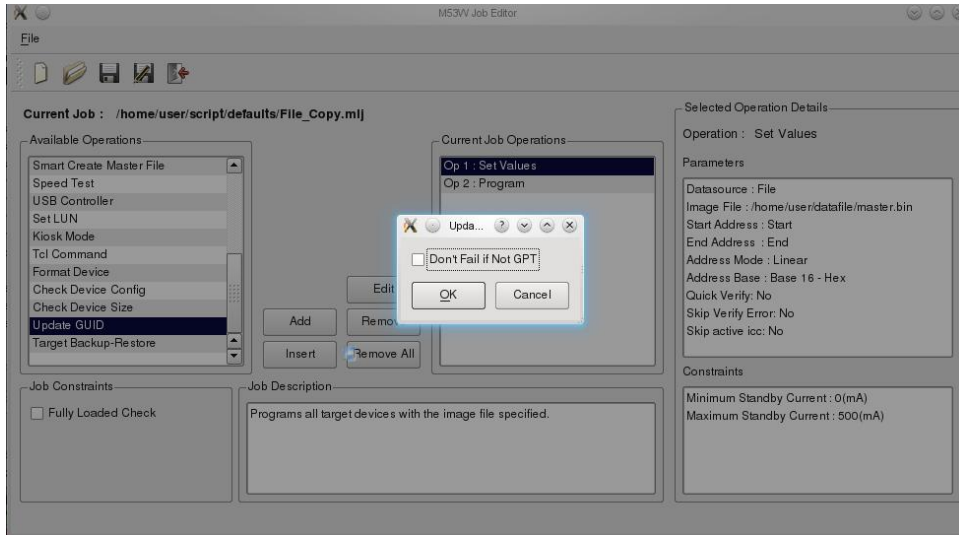 M53W Job Editor
File
Current Job : /home/user/script/defaults/File_Copy.mlj
Available Operations
Smart Create Master File
Speed Test
USB Controller
Set LUN
Kiosk Mode
Tcl Command
Format Device
Check Device Config
Check Device Size
Update GUID
Target Backup-Restore
Add
Insert
Edit
Remove All
Current Job Operations
Op 1 : Set Values
Op 2 : Program
Upda...
Don't Fail if Not GPT
OK
Cancel
Selected Operation Details
Operation : Set Values
Parameters
Datasource : File
Image File : /home/user/datafile/master.bin
Start Address : Start
End Address : End
Address Mode : Linear
Address Base : Base 16 - Hex
Quick Verify: No
Skip Verify Error: No
Skip active icc: No
Constraints
Minimum Standby Current : 0(mA)
Maximum Standby Current : 500(mA)
Job Constraints
Fully Loaded Check
Job Description
Programs all target devices with the image file specified.